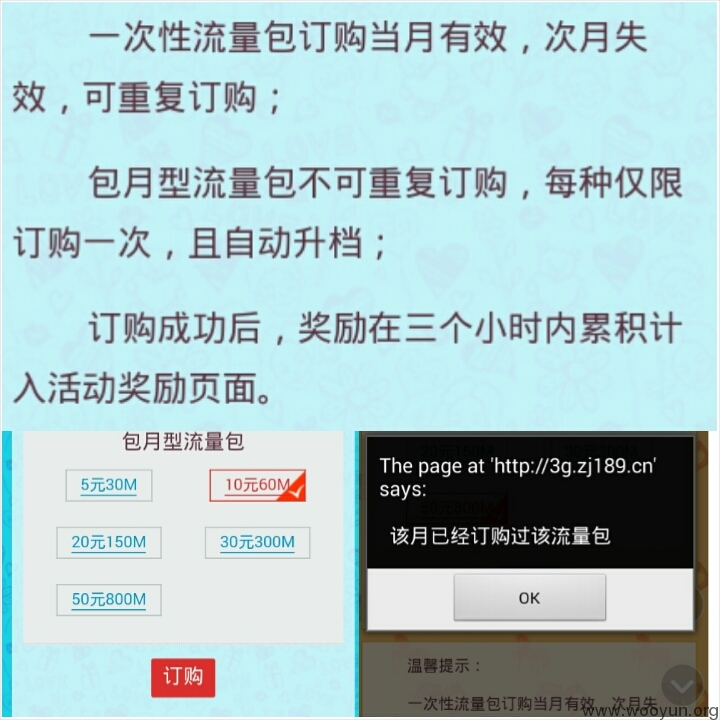 一次性流量包订购当月有效，次月失
效，可重复订购；
包月型流量包不可重复订购，每种仅限
订购一次，且自动升档；
订购成功后，奖励在三个小时内累积计
入活动奖励页面。
包月型流量包
5元30M
10元60M
20元150M
30元300M
50元800M
订购
The page at 'http://3g.zj189.cn'
says:
该月已经订购过该流量包
OK
温馨提示：
一次性流量包订购当月有效，次月失
www.wooyun.org